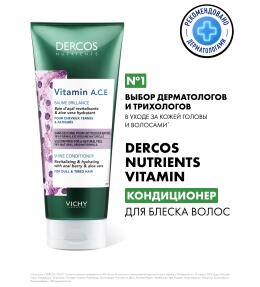 РЕКОМЕНДОВАНО
ДЕРМАТОЛОГАМИ
DERCOS
NUTRIENTS
Vitamin A.C.E
BAUME BRILLANCE
Baie d'açaï revitalisante
& aloe vera hydratant
POUR CHEVEUX TERNES
& FATIGUÉS
SHINE CONDITIONER
Revitalising & hydrating
with acai berry & aloe vera
FOR DULL & TIRED HAIR
VICHY
LABORATOIRES
№1
ВЫБОР ДЕРМАТОЛОГОВ
И ТРИХОЛОГОВ
В УХОДЕ ЗА КОЖЕЙ ГОЛОВЫ
И ВОЛОСАМИ*
DERCOS
NUTRIENTS
VITAMIN
КОНДИЦИОНЕР
ДЛЯ БЛЕСКА ВОЛОС